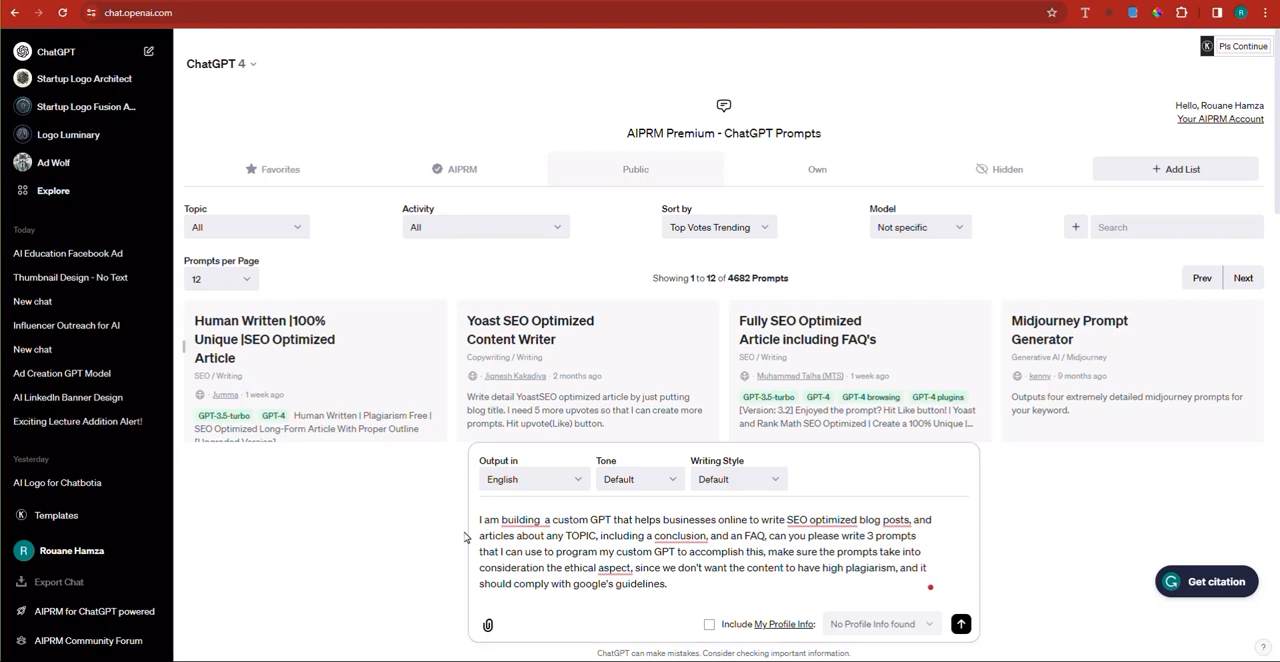 chat.openai.com
ChatGPT
Startup Logo Architect
Startup Logo Fusion A...
Logo Luminary
Ad Wolf
Explore
Today
AI Education Facebook Ad
Thumbnail Design - No Text
New chat
Influencer Outreach for AI
New chat
Ad Creation GPT Model
AI LinkedIn Banner Design
Exciting Lecture Addition Alert!
Yesterday
AI Logo for Chatbotia
Templates
Rouane Hamza
Export Chat
AIPRM for ChatGPT powered
AIPRM Community Forum
ChatGPT 4
Pls Continue
Hello, Rouane Hamza
Your AIPRM Account
AIPRM Premium - ChatGPT Prompts
Favorites
AIPRM
Public
Own
Hidden
+ Add List
Topic
All
Activity
All
Sort by
Top Votes Trending
Model
Not specific
+
Search
Prompts per Page
12
Showing 1 to 12 of 4682 Prompts
Prev
Next
Human Written |100%
Unique |SEO Optimized
Article
SEO / Writing
Jumma · 1 week ago
GPT-3.5-turbo GPT-4 Human Written | Plagiarism Free |
SEO Optimized Long-Form Article With Proper Outline
[Upgraded Version]
Yoast SEO Optimized
Content Writer
Copywriting / Writing
Jignesh Kakadiya · 2 months ago
Write detail YoastSEO optimized article by just putting
blog title. I need 5 more upvotes so that I can create more
prompts. Hit upvote(Like) button.
Fully SEO Optimized
Article including FAQ's
SEO / Writing
Muhammad Talha (MTS) · 1 week ago
GPT-3.5-turbo GPT-4 GPT-4 browsing GPT-4 plugins
[Version: 3.2] Enjoyed the prompt? Hit Like button! | Yoast
and Rank Math SEO Optimized | Create a 100% Unique |...
Midjourney Prompt
Generator
Generative AI / Midjourney
kenny · 9 months ago
Outputs four extremely detailed midjourney prompts for
your keyword.
Output in
English
Tone
Default
Writing Style
Default
I am building a custom GPT that helps businesses online to write SEO optimized blog posts, and
articles about any TOPIC, including a conclusion, and an FAQ, can you please write 3 prompts
that I can use to program my custom GPT to accomplish this, make sure the prompts take into
consideration the ethical aspect, since we don't want the content to have high plagiarism, and it
should comply with google's guidelines.
Include My Profile Info:
No Profile Info found
Get citation
ChatGPT can make mistakes. Consider checking important information.
?